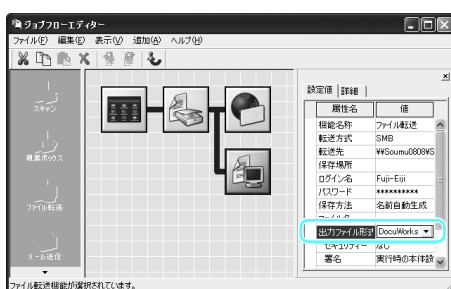 ジョブフローエディター
ファイル(F) 編集(E) 表示(V) 追加(A) ヘルプ(H)
スキャン
親展ボックス
ファイル転送
メール送信
設定値 詳細
属性名 値
機能名称 ファイル転送
転送方式 SMB
転送先 ¥¥Soumu0808¥S
保存場所
ログイン名 Fuji-Eiji
パスワード **********
保存方法 名前自動生成
出力ファイル形式 DocuWorks
セキュリティー なし
署名 実行時の本体設
ファイル転送機能が選択されています。